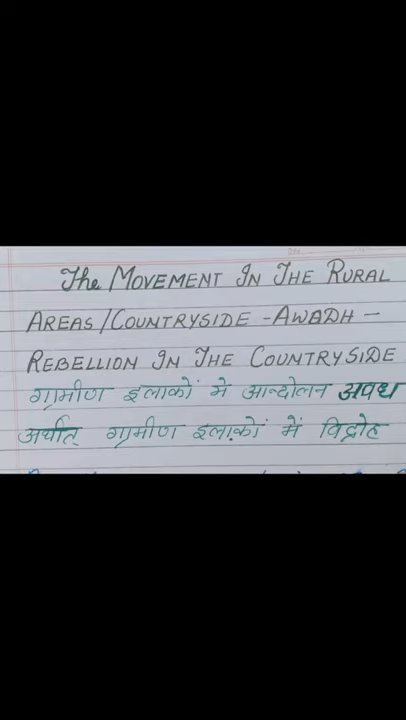 The MOVEMENT IN THE RURAL
AREAS/COUNTRYSIDE - AWADH -
REBELLION IN THE COUNTRYSIDE
ग्रामीण इलाकों मे आन्दोलन अवध
अर्थात् ग्रामीण इलाक़ों में विद्रोह